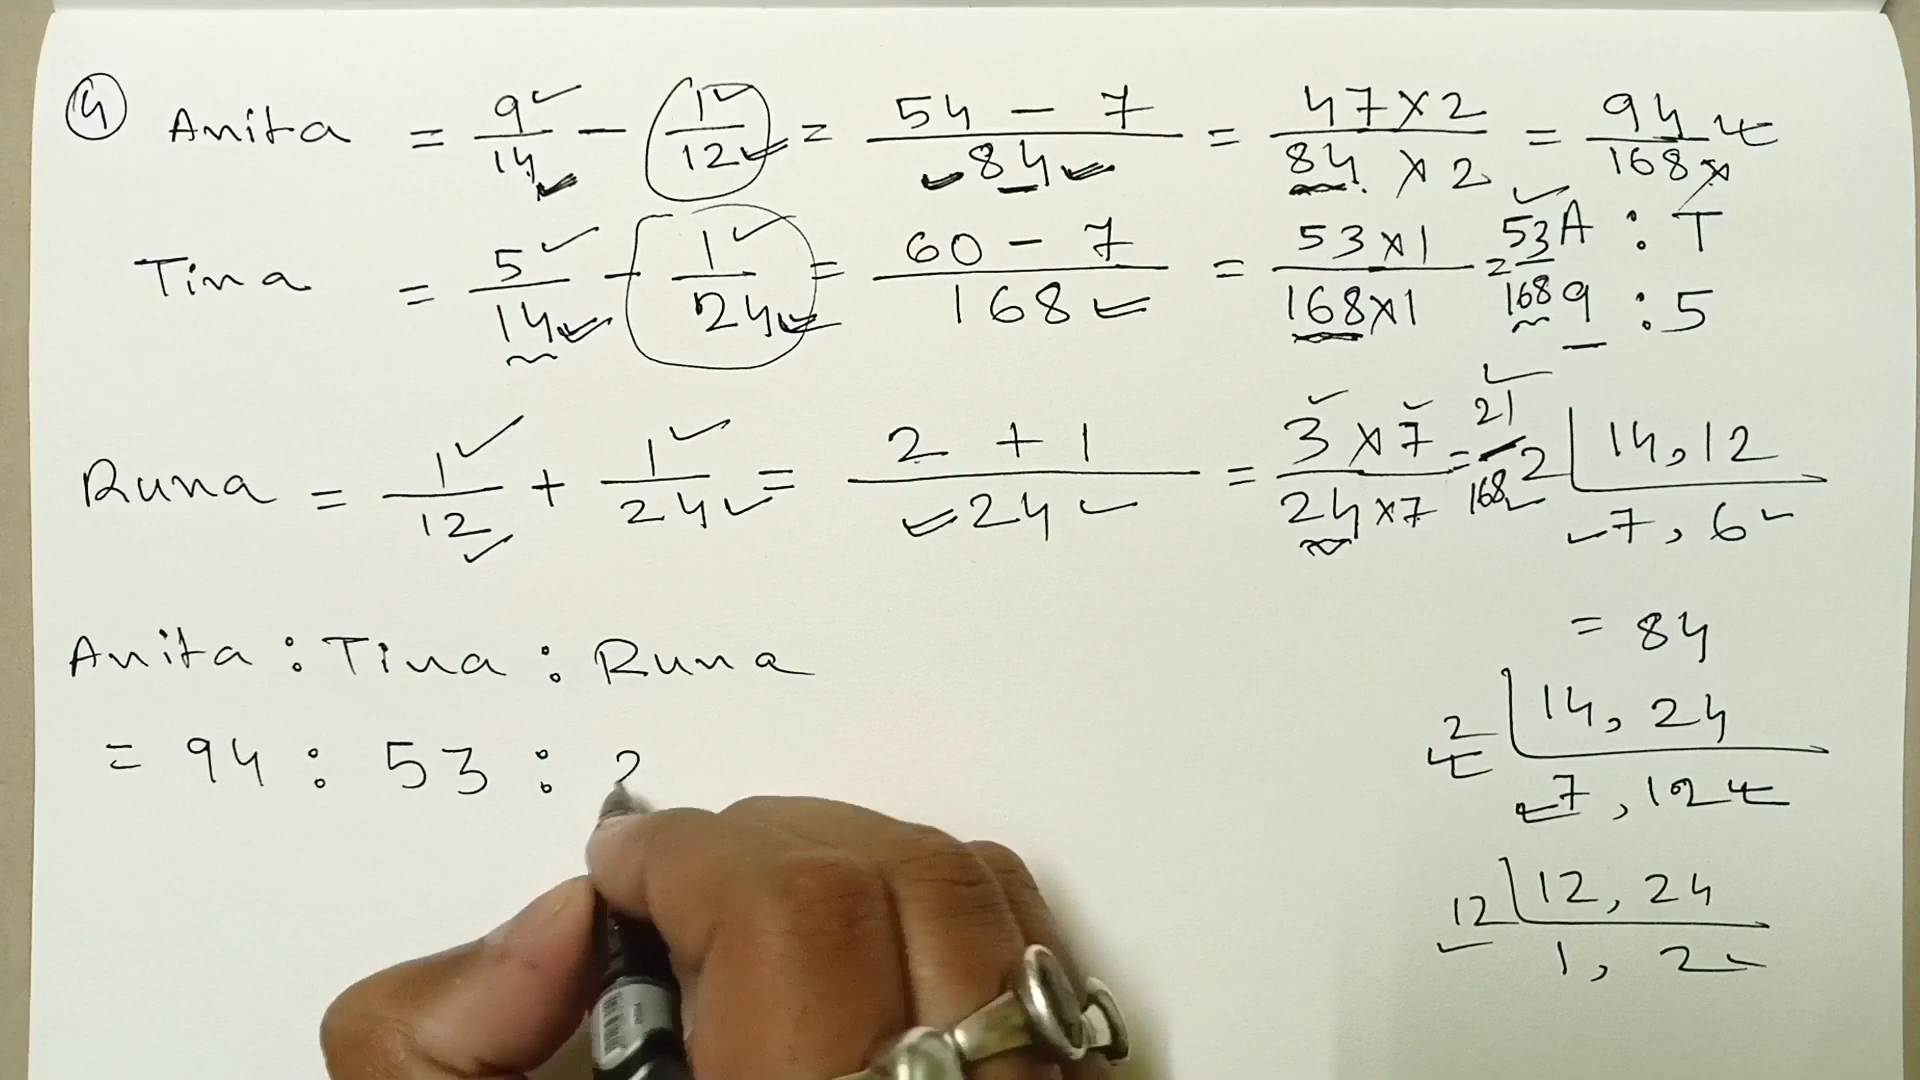 ④ Anita = 9/14 - 1/12 = 54 - 7/84 = 47 × 2/84 × 2 = 94/168
Tina = 5/14 - 1/24 = 60 - 7/168 = 53 × 1/168 × 1 = 53/168
A : T
9 : 5
Runa = 1/12 + 1/24 = 2 + 1/24 = 3 × 7/24 × 7 = 21/168
2 | 14, 12
7, 6
= 84
2 | 14, 24
7, 12
12 | 12, 24
1, 2
Anita : Tina : Runa
= 94 : 53 : 2